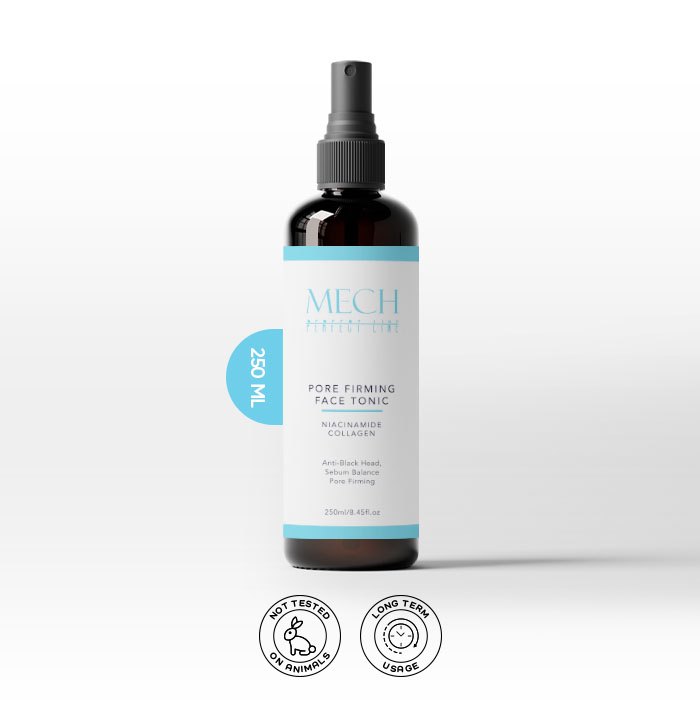 MECH
PERFECT LINE
PORE FIRMING
FACE TONIC
NIACINAMIDE
COLLAGEN
Anti-Black Head,
Sebum Balance
Pore Firming
250ml/8.45fl.oz
250 ML
NOT TESTED
ON ANIMALS
LONG TERM
USAGE